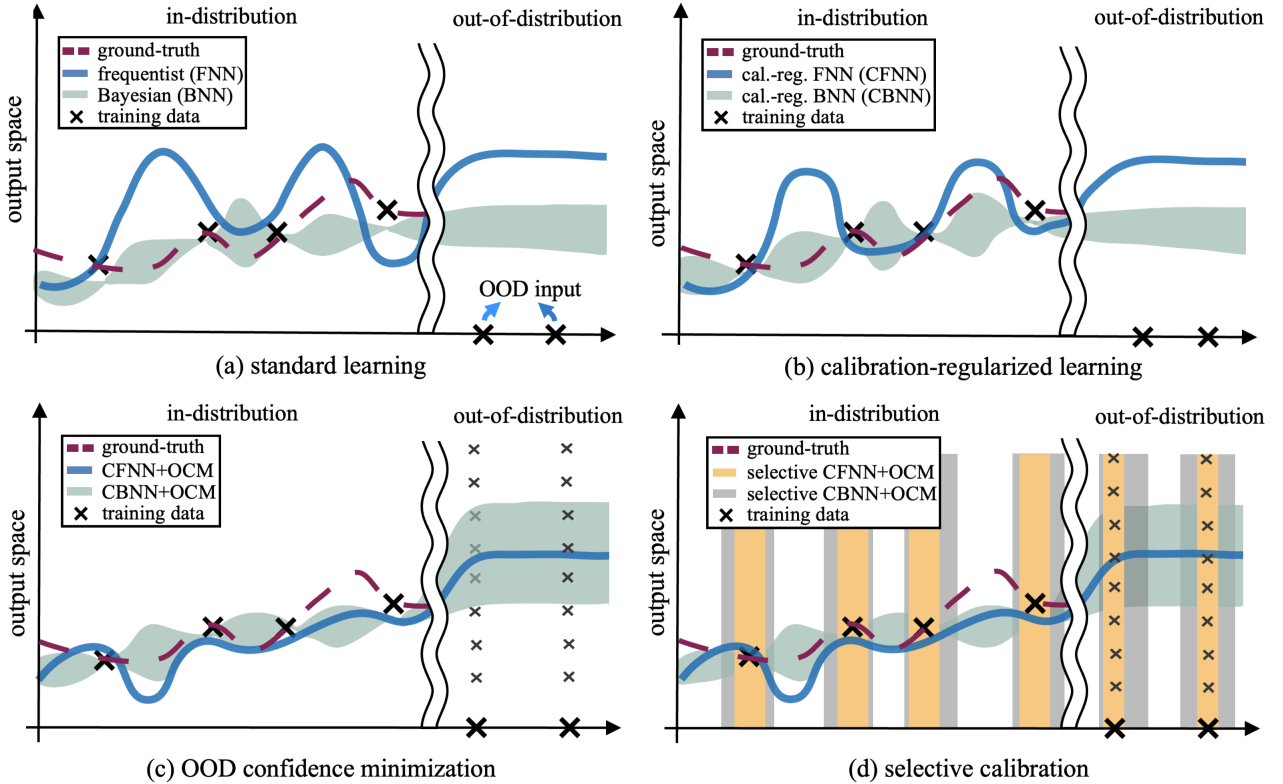 in-distribution
out-of-distribution
ground-truth
frequentist (FNN)
Bayesian (BNN)
training data
output space
OOD input
(a) standard learning
in-distribution
out-of-distribution
ground-truth
cal.-reg. FNN (CFNN)
cal.-reg. BNN (CBNN)
training data
output space
(b) calibration-regularized learning
in-distribution
out-of-distribution
ground-truth
CFNN+OCM
CBNN+OCM
training data
output space
(c) OOD confidence minimization
in-distribution
out-of-distribution
ground-truth
selective CFNN+OCM
selective CBNN+OCM
training data
output space
(d) selective calibration